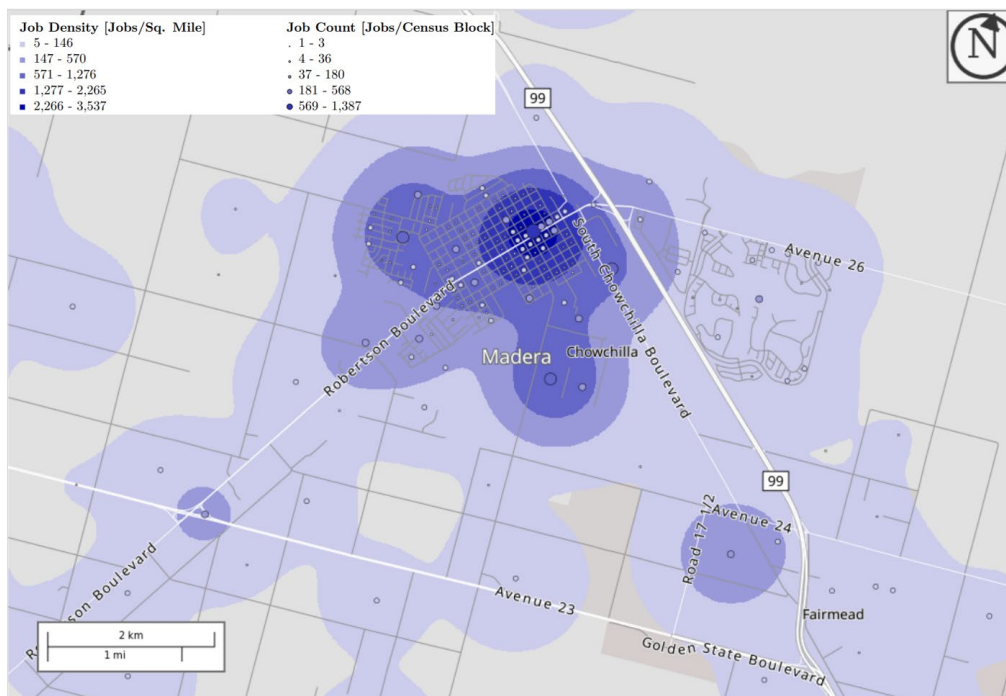 Job Density [Jobs/Sq. Mile]
5 - 146
147 - 570
571 - 1,276
1,277 - 2,265
2,266 - 3,537
Job Count [Jobs/Census Block]
. 1 - 3
. 4 - 36
37 - 180
181 - 568
569 - 1,387
N
99
Avenue 26
South Chowchilla Boulevard
Robertson Boulevard
Madera
Chowchilla
99
Avenue 24
Road 17 1/2
Robertson Boulevard
Avenue 23
Fairmead
Golden State Boulevard
2 km
1 mi